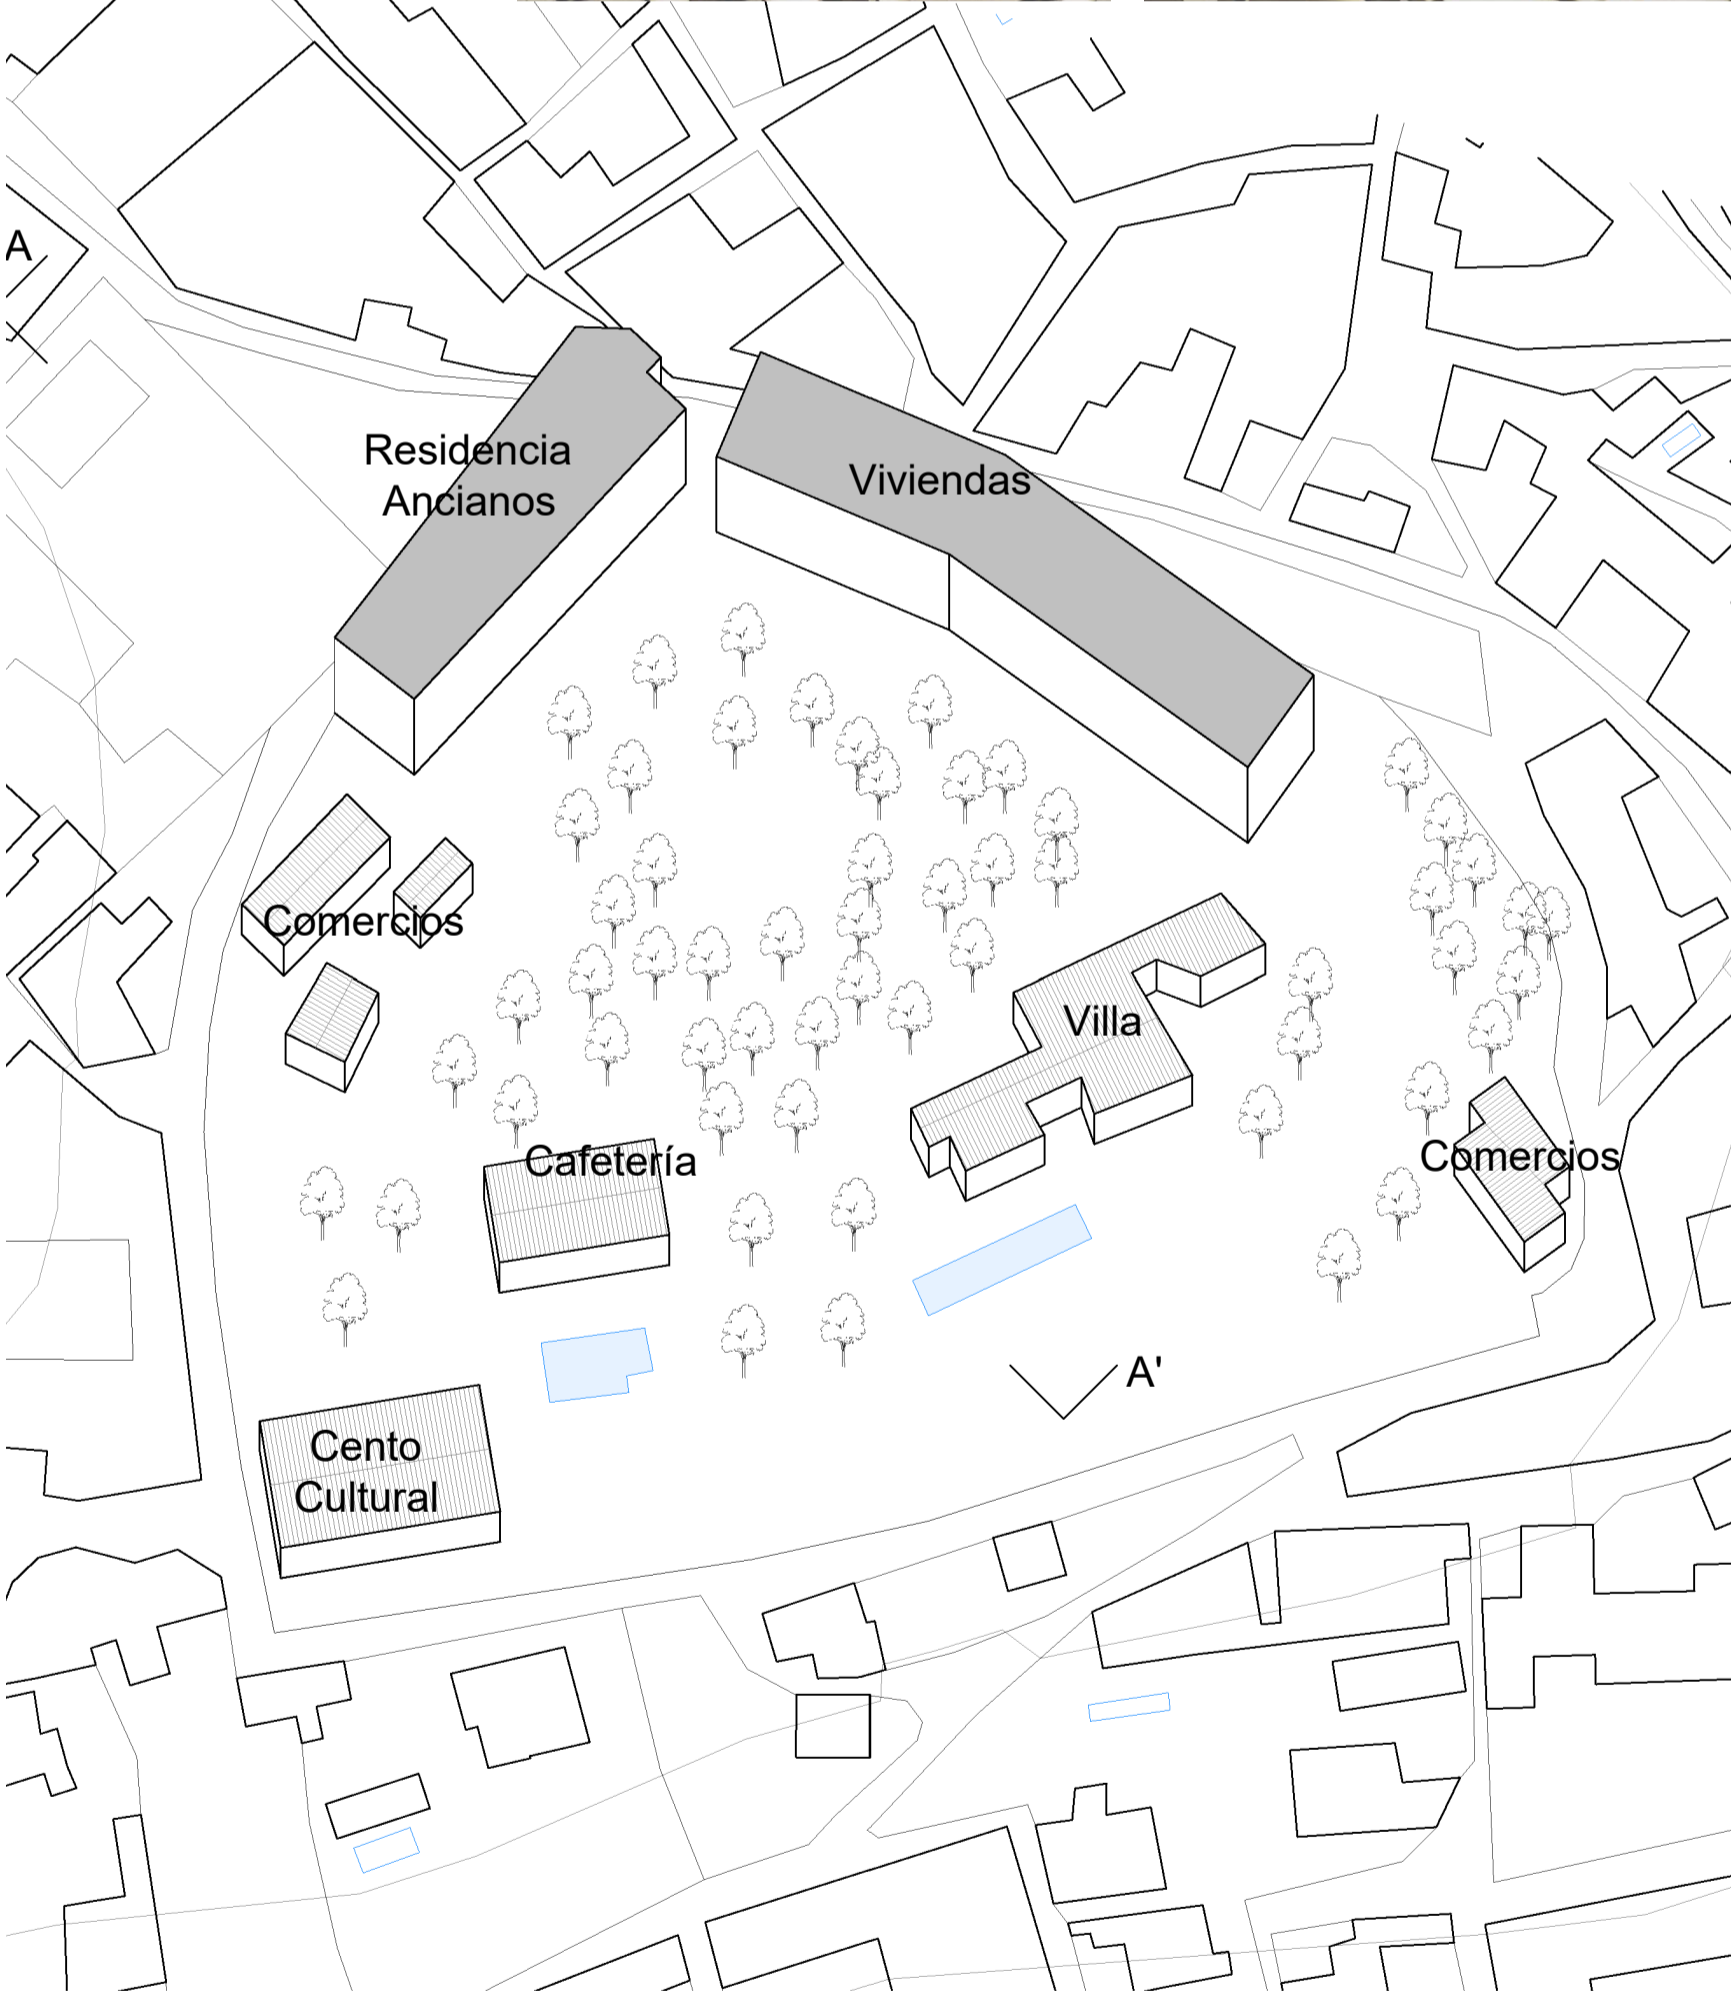 A
Residencia
Ancianos
Viviendas
Comercios
Villa
Cafetería
Comercios
A'
Cento
Cultural